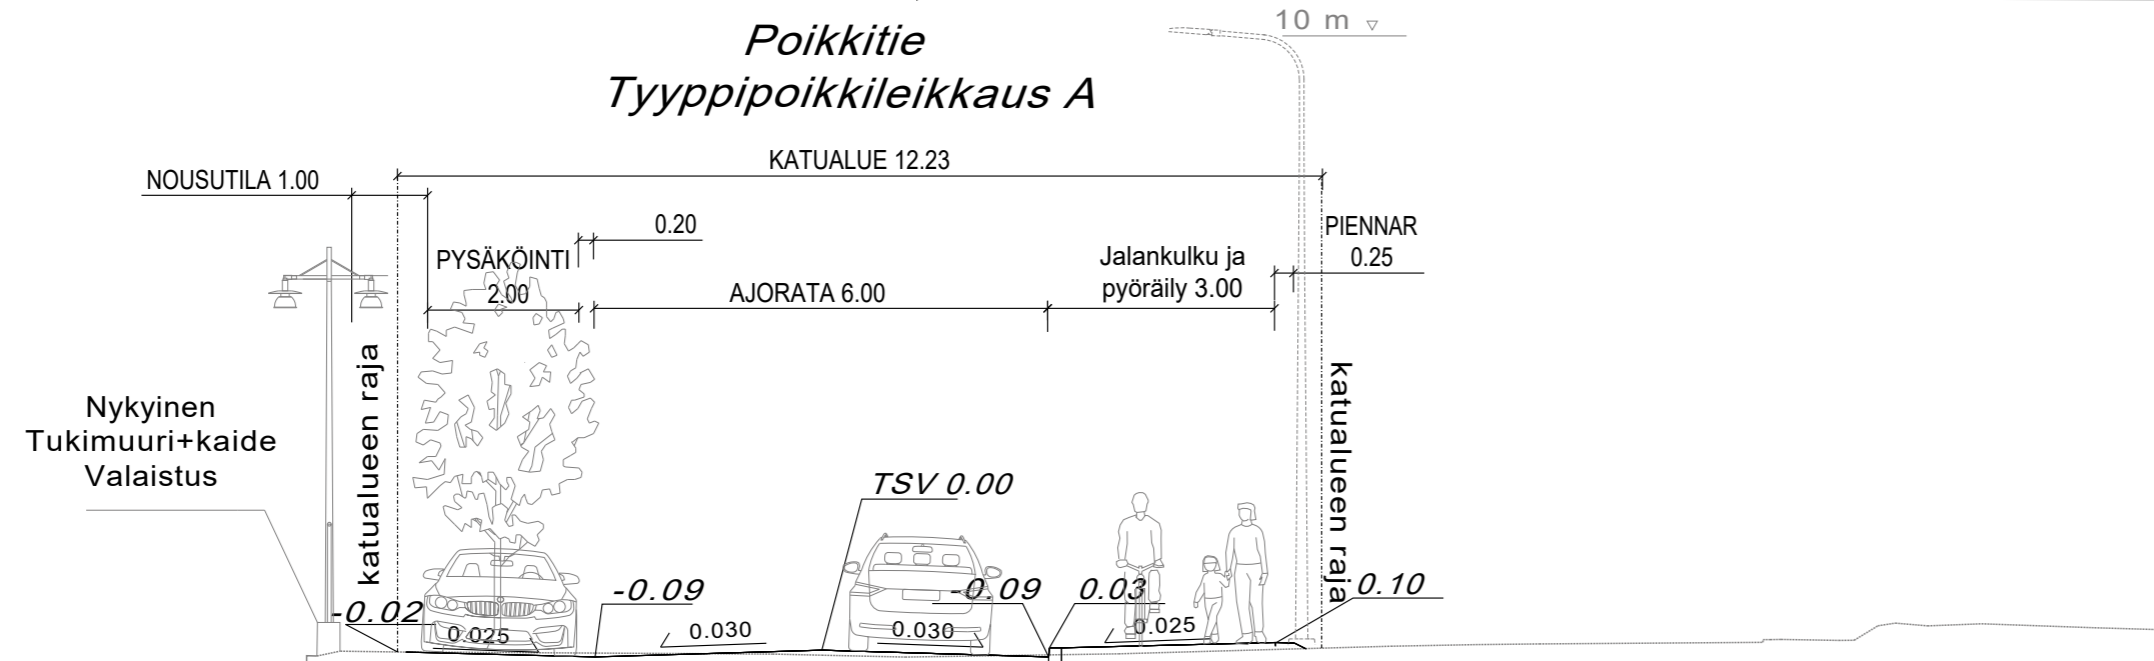 10 m
Poikkitie
Tyyppipoikkileikkaus A
KATUALUE 12.23
NOUSUTILA 1.00
0.20
PIENNAR
0.25
PYSÄKÖINTI
2.00
AJORATA 6.00
Jalankulku ja
pyöräily 3.00
katualueen raja
katualueen raja
Nykyinen
Tukimuuri+kaide
Valaistus
TSV 0.00
-0.02
-0.09
-0.09
0.03
0.10
0.025
0.030
0.030
0.025